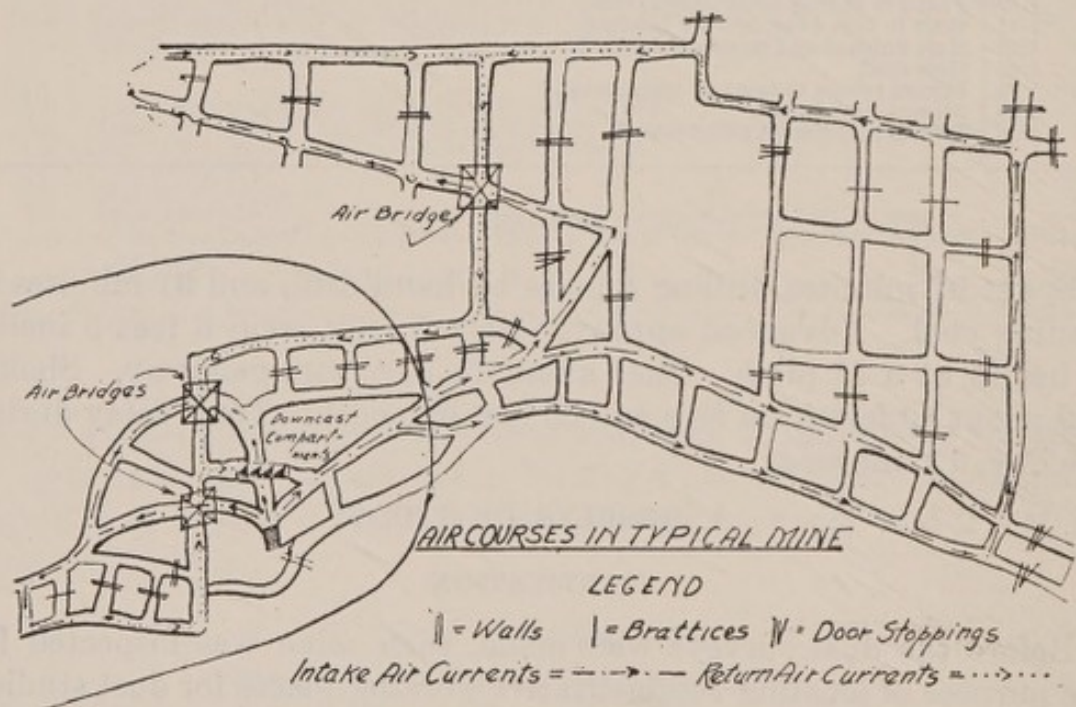 Air Bridge
Air Bridges
Downcast
Compart-
ment
AIRCOURSES IN TYPICAL MINE
LEGEND
= Walls = Brattices = Door Stoppings
Intake Air Currents = Return Air Currents =